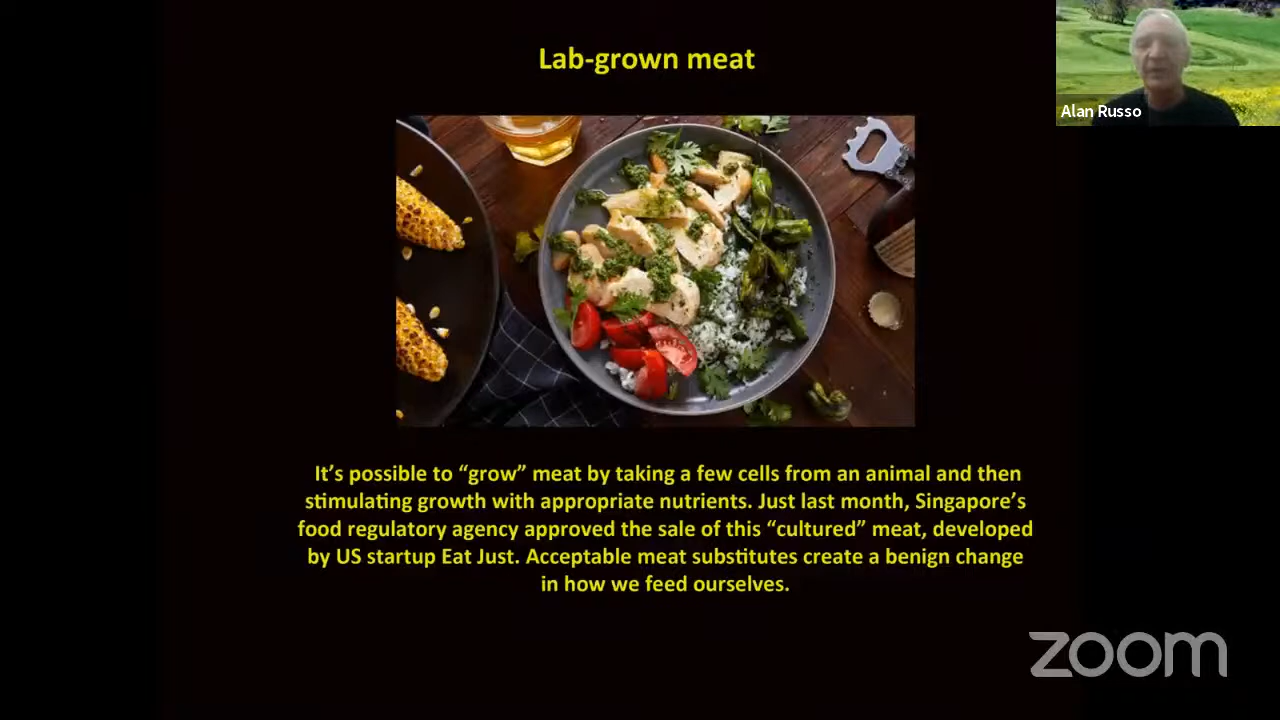 Lab-grown meat
Alan Russo
It's possible to “grow” meat by taking a few cells from an animal and then
stimulating growth with appropriate nutrients. Just last month, Singapore's
food regulatory agency approved the sale of this “cultured” meat, developed
by US startup Eat Just. Acceptable meat substitutes create a benign change
in how we feed ourselves.
zoom